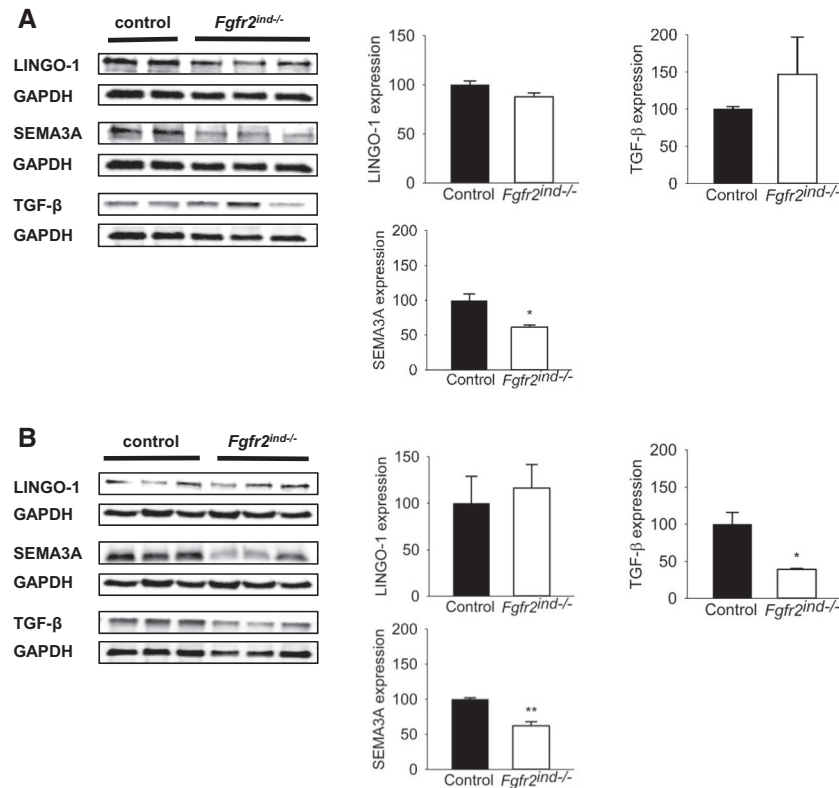 A
control Fgfr2ind-/-
LINGO-1
GAPDH
SEMA3A
GAPDH
TGF-β
GAPDH
LINGO-1 expression
150
100
50
0
Control Fgfr2ind-/-
TGF-β expression
200
150
100
50
0
Control Fgfr2ind-/-
SEMA3A expression
200
150
100
50
0
*
Control Fgfr2ind-/-
B
control Fgfr2ind-/-
LINGO-1
GAPDH
SEMA3A
GAPDH
TGF-β
GAPDH
LINGO-1 expression
150
100
50
0
Control Fgfr2ind-/-
TGF-β expression
200
150
100
50
0
*
Control Fgfr2ind-/-
SEMA3A expression
200
150
100
50
0
**
Control Fgfr2ind-/-